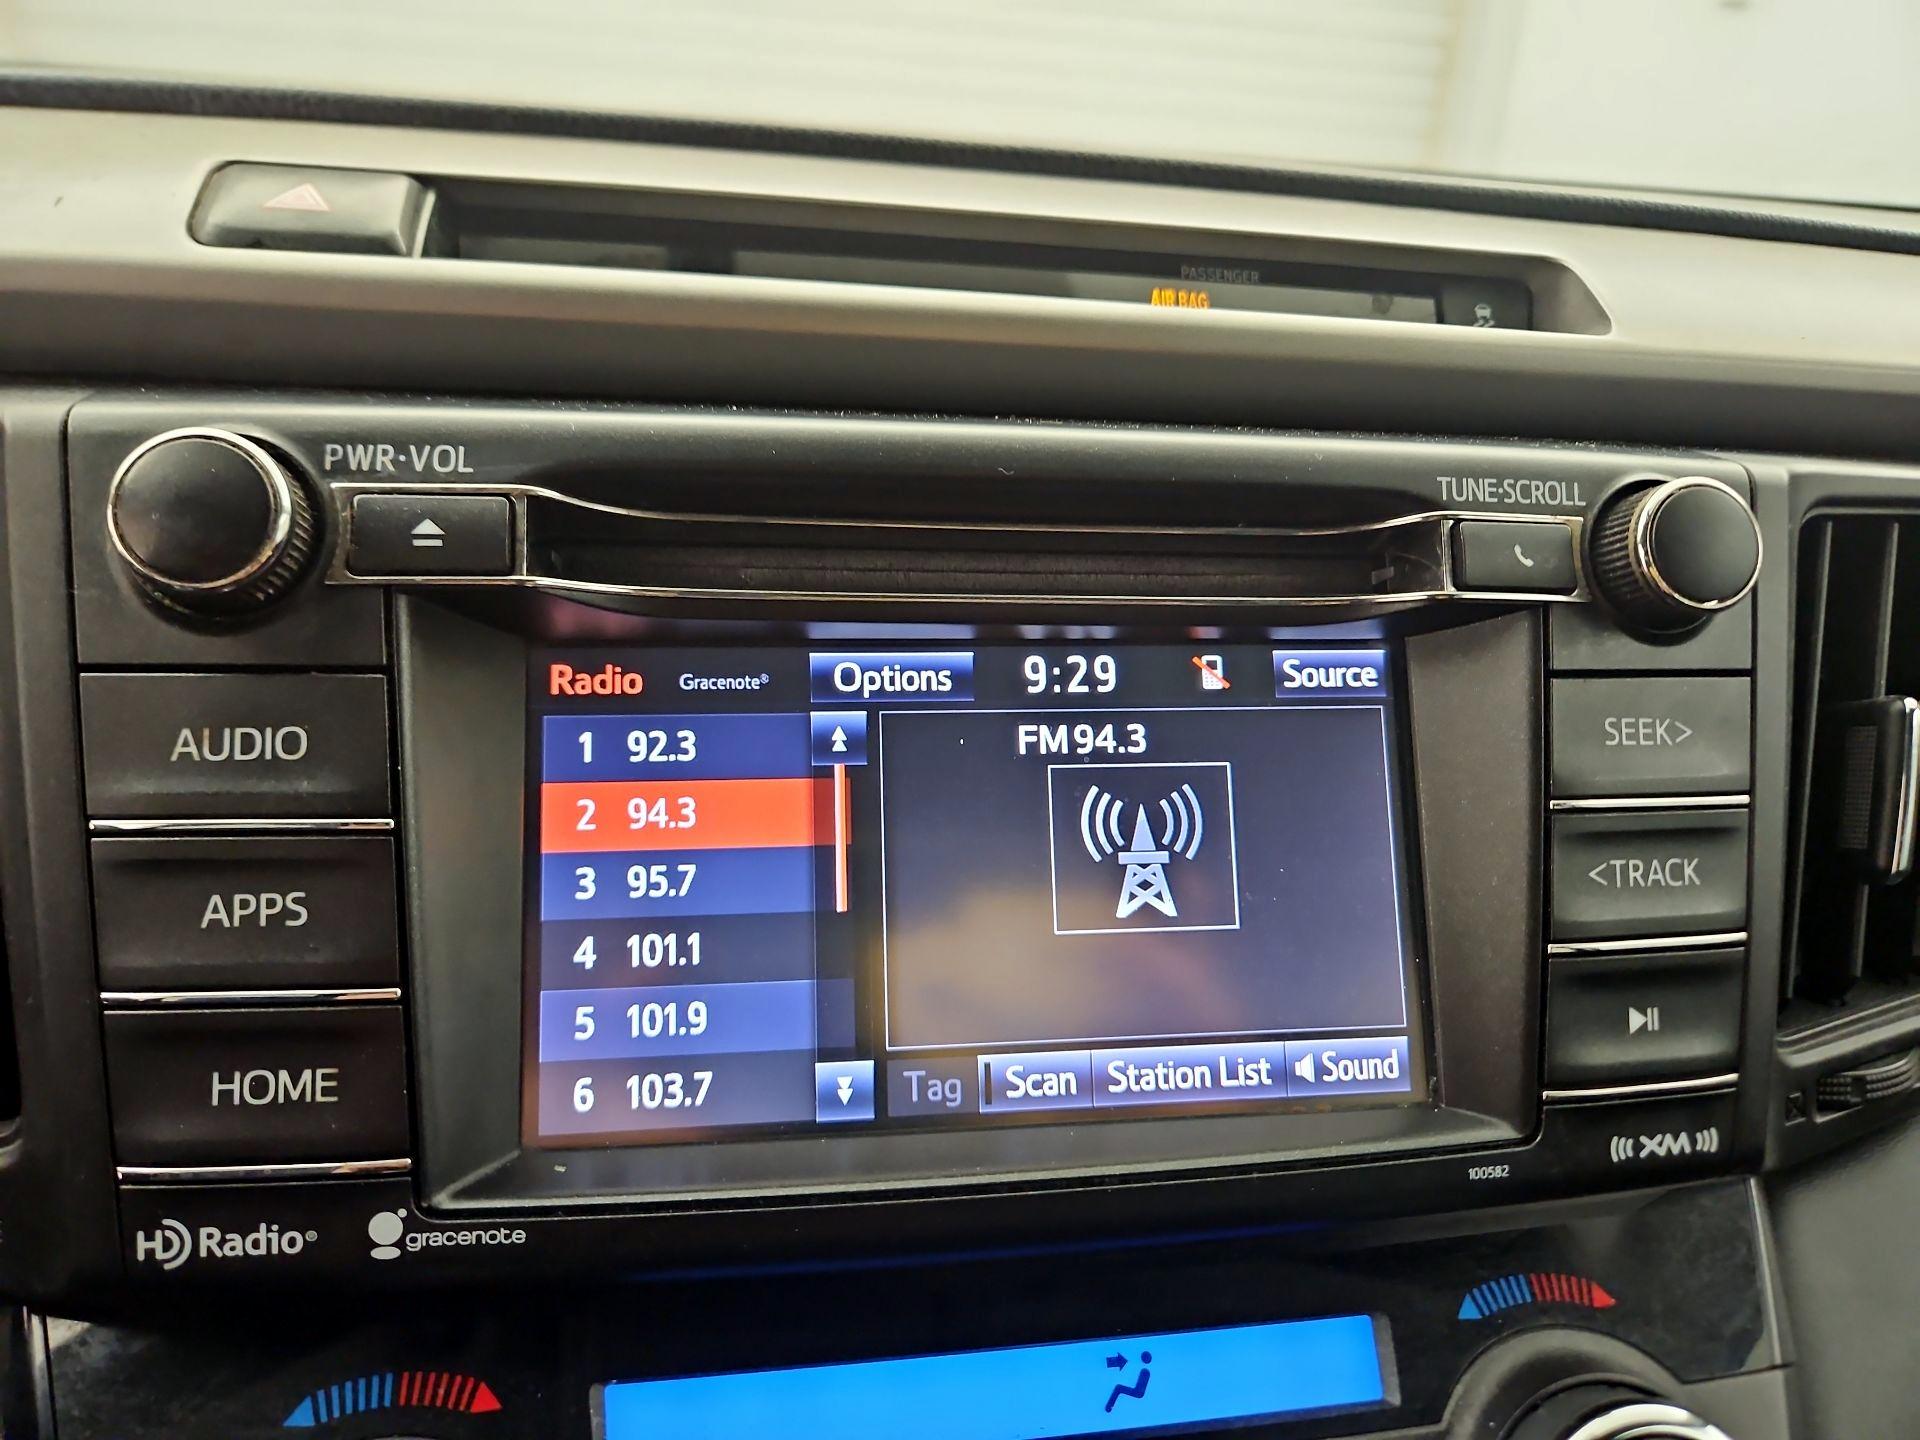 PASSENGER
AIR BAG
PWR·VOL
TUNE·SCROLL
AUDIO
APPS
HOME
Radio Gracenote® Options 9:29 Source
1 92.3
2 94.3
3 95.7
4 101.1
5 101.9
6 103.7
FM 94.3
Tag Scan Station List Sound
SEEK>
<TRACK
((( XM )))
100582
HD Radio®
gracenote